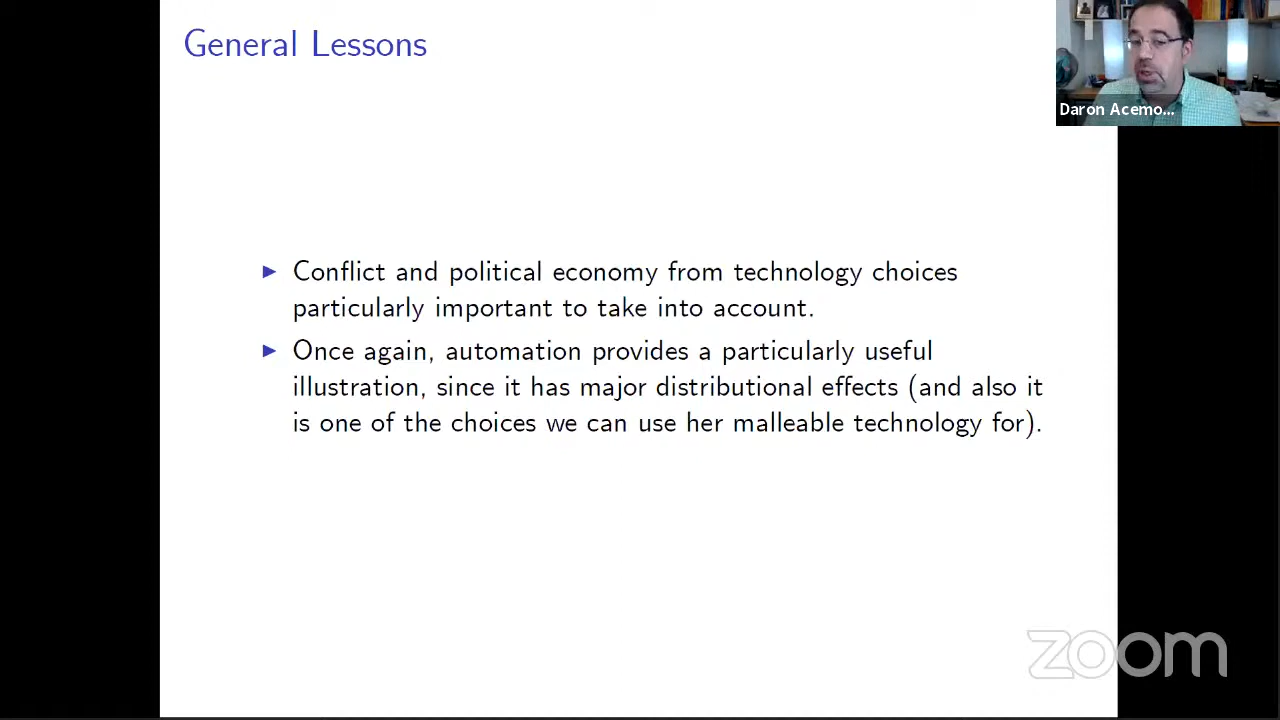 General Lessons
Daron Acemo...
Conflict and political economy from technology choices
particularly important to take into account.
Once again, automation provides a particularly useful
illustration, since it has major distributional effects (and also it
is one of the choices we can use her malleable technology for).
zoom